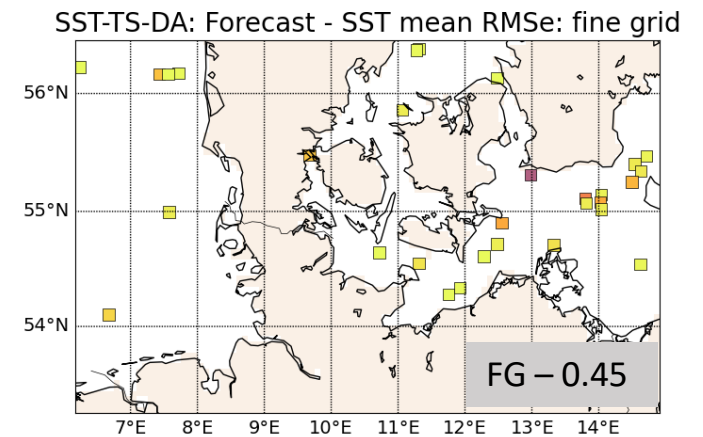 SST-TS-DA: Forecast - SST mean RMSe: fine grid
56°N
55°N
54°N
FG – 0.45
7°E 8°E 9°E 10°E 11°E 12°E 13°E 14°E